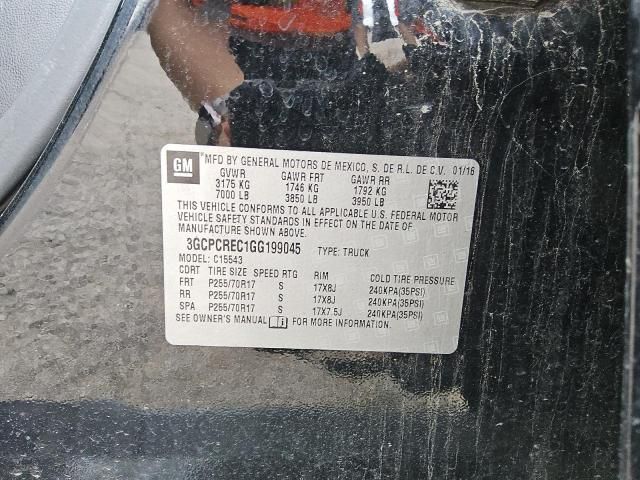 GM MFD BY GENERAL MOTORS DE MEXICO, S. DE R.L. DE C.V. 01/16
GVWR GAWR FRT GAWR RR
3175 KG 1746 KG 1792 KG
7000 LB 3850 LB 3950 LB
THIS VEHICLE CONFORMS TO ALL APPLICABLE U.S. FEDERAL MOTOR
VEHICLE SAFETY STANDARDS IN EFFECT ON THE DATE OF
MANUFACTURE SHOWN ABOVE.
3GCPCREC1GG199045 TYPE: TRUCK
MODEL: C15543
CDRT TIRE SIZE SPEED RTG RIM COLD TIRE PRESSURE
FRT P255/70R17 S 17X8J 240KPA(35PSI)
RR P255/70R17 S 17X8J 240KPA(35PSI)
SPA P255/70R17 S 17X7.5J 240KPA(35PSI)
SEE OWNER'S MANUAL FOR MORE INFORMATION.